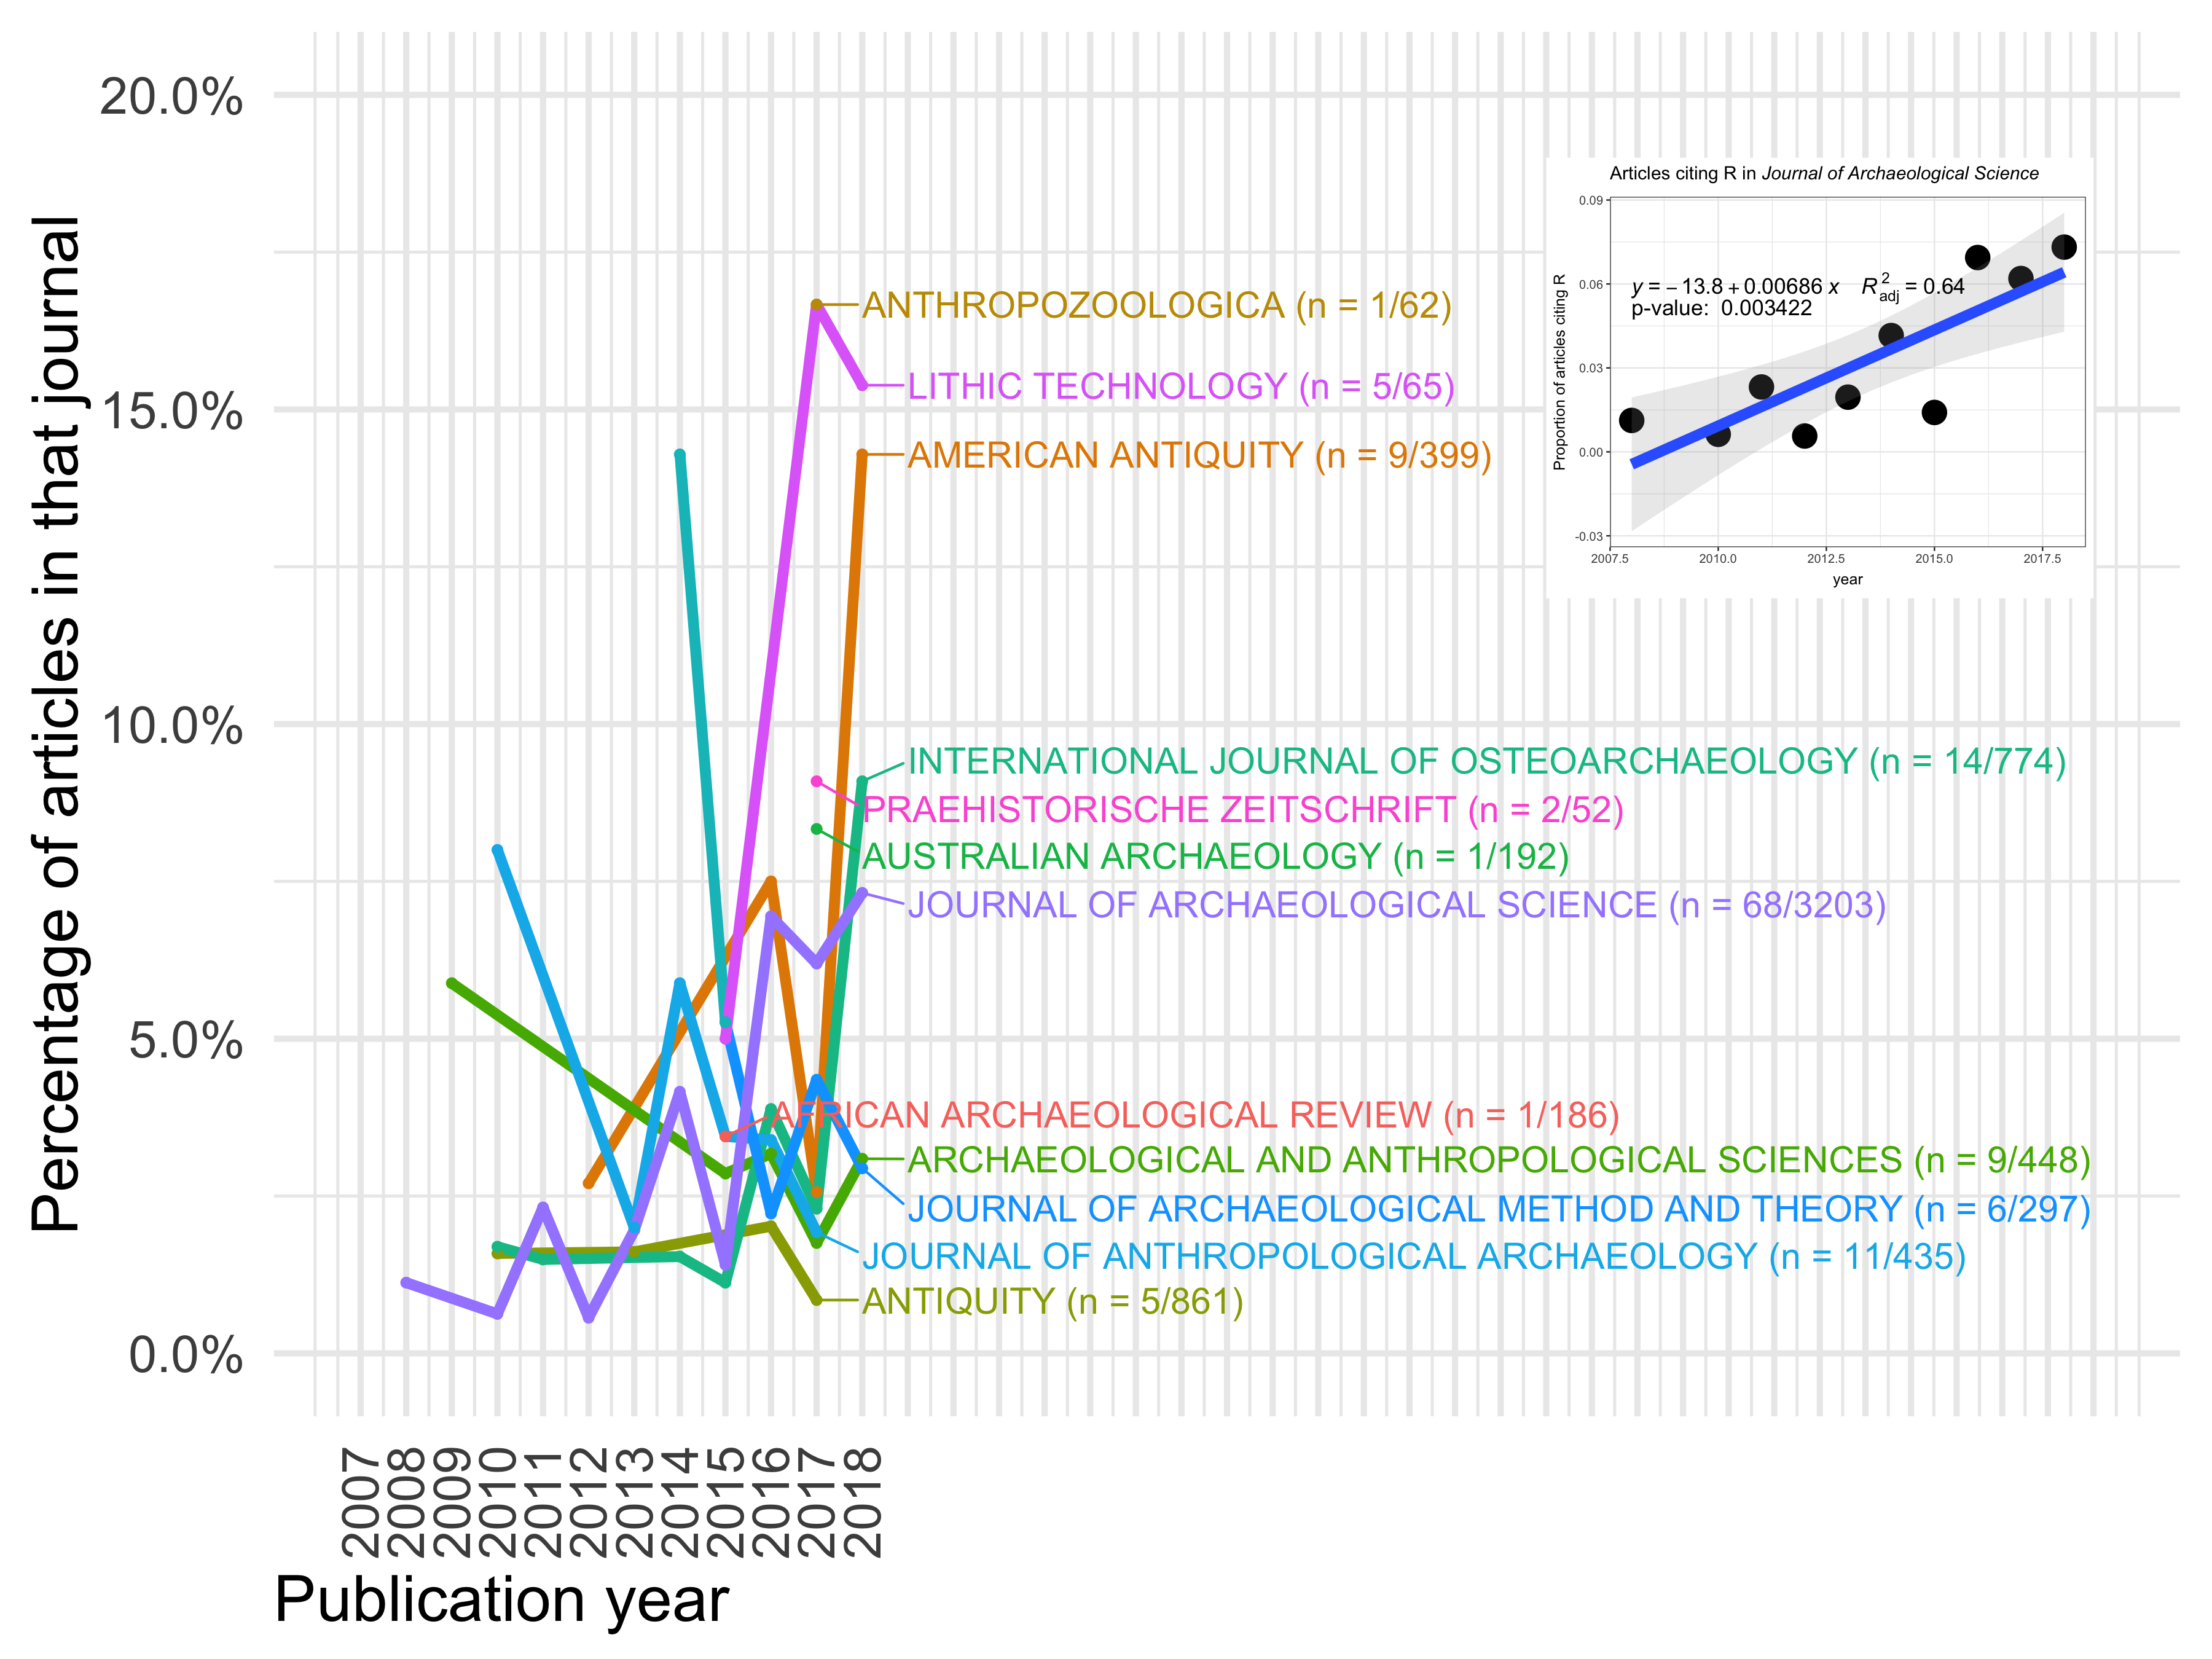 Percentage of articles in that journal
20.0%
15.0%
10.0%
5.0%
0.0%
ANTHROPOZOOLOGICA (n = 1/62)
LITHIC TECHNOLOGY (n = 5/65)
AMERICAN ANTIQUITY (n = 9/399)
INTERNATIONAL JOURNAL OF OSTEOARCHAEOLOGY (n = 14/774)
PRAEHISTORISCHE ZEITSCHRIFT (n = 2/52)
AUSTRALIAN ARCHAEOLOGY (n = 1/192)
JOURNAL OF ARCHAEOLOGICAL SCIENCE (n = 68/3203)
AFRICAN ARCHAEOLOGICAL REVIEW (n = 1/186)
ARCHAEOLOGICAL AND ANTHROPOLOGICAL SCIENCES (n = 9/448)
JOURNAL OF ARCHAEOLOGICAL METHOD AND THEORY (n = 6/297)
JOURNAL OF ANTHROPOLOGICAL ARCHAEOLOGY (n = 11/435)
ANTIQUITY (n = 5/861)
2007
2008
2009
2010
2011
2012
2013
2014
2015
2016
2017
2018
Publication year
Articles citing R in Journal of Archaeological Science
Proportion of articles citing R
0.09
0.06
0.03
0.00
-0.03
y = − 13.8 + 0.00686 x R²adj = 0.64
p-value: 0.003422
2007.5
2010.0
2012.5
2015.0
2017.5
year